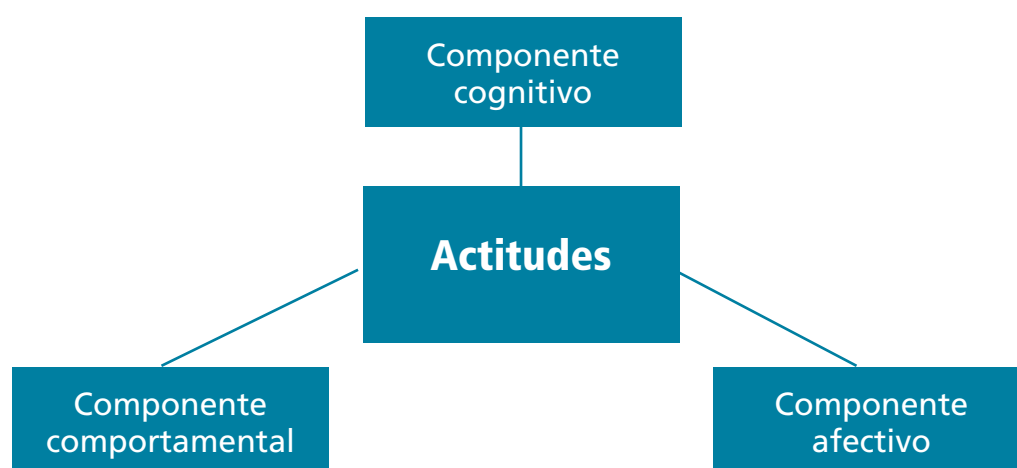 Componente
cognitivo
Actitudes
Componente
comportamental
Componente
afectivo